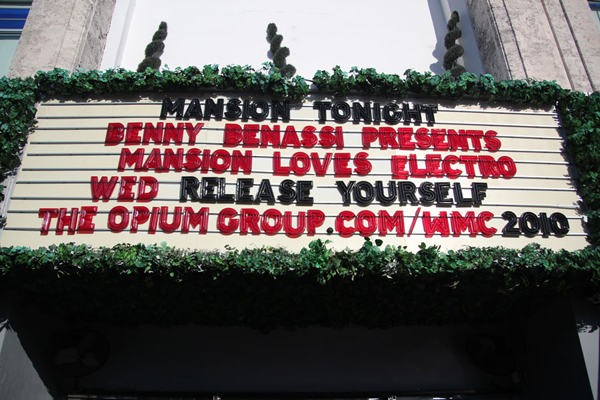 MANSION TONIGHT
BENNY BENASSI PRESENTS
MANSION LOVES ELECTRO
WED RELEASE YOURSELF
THE OPIUM GROUP.COM/WMC 2010